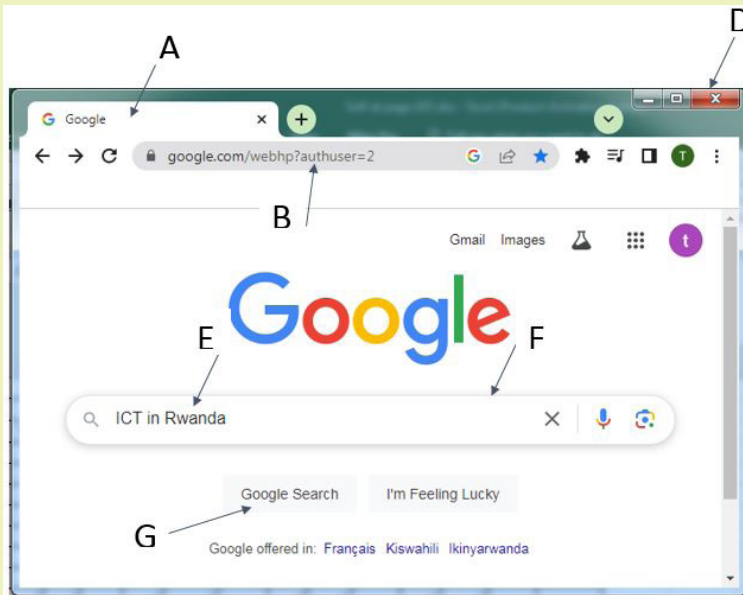 D
A
Google
google.com/webhp?authuser=2
T
B
Gmail Images
t
Google
E
F
ICT in Rwanda
Google Search I'm Feeling Lucky
G
Google offered in: Français Kiswahili Ikinyarwanda